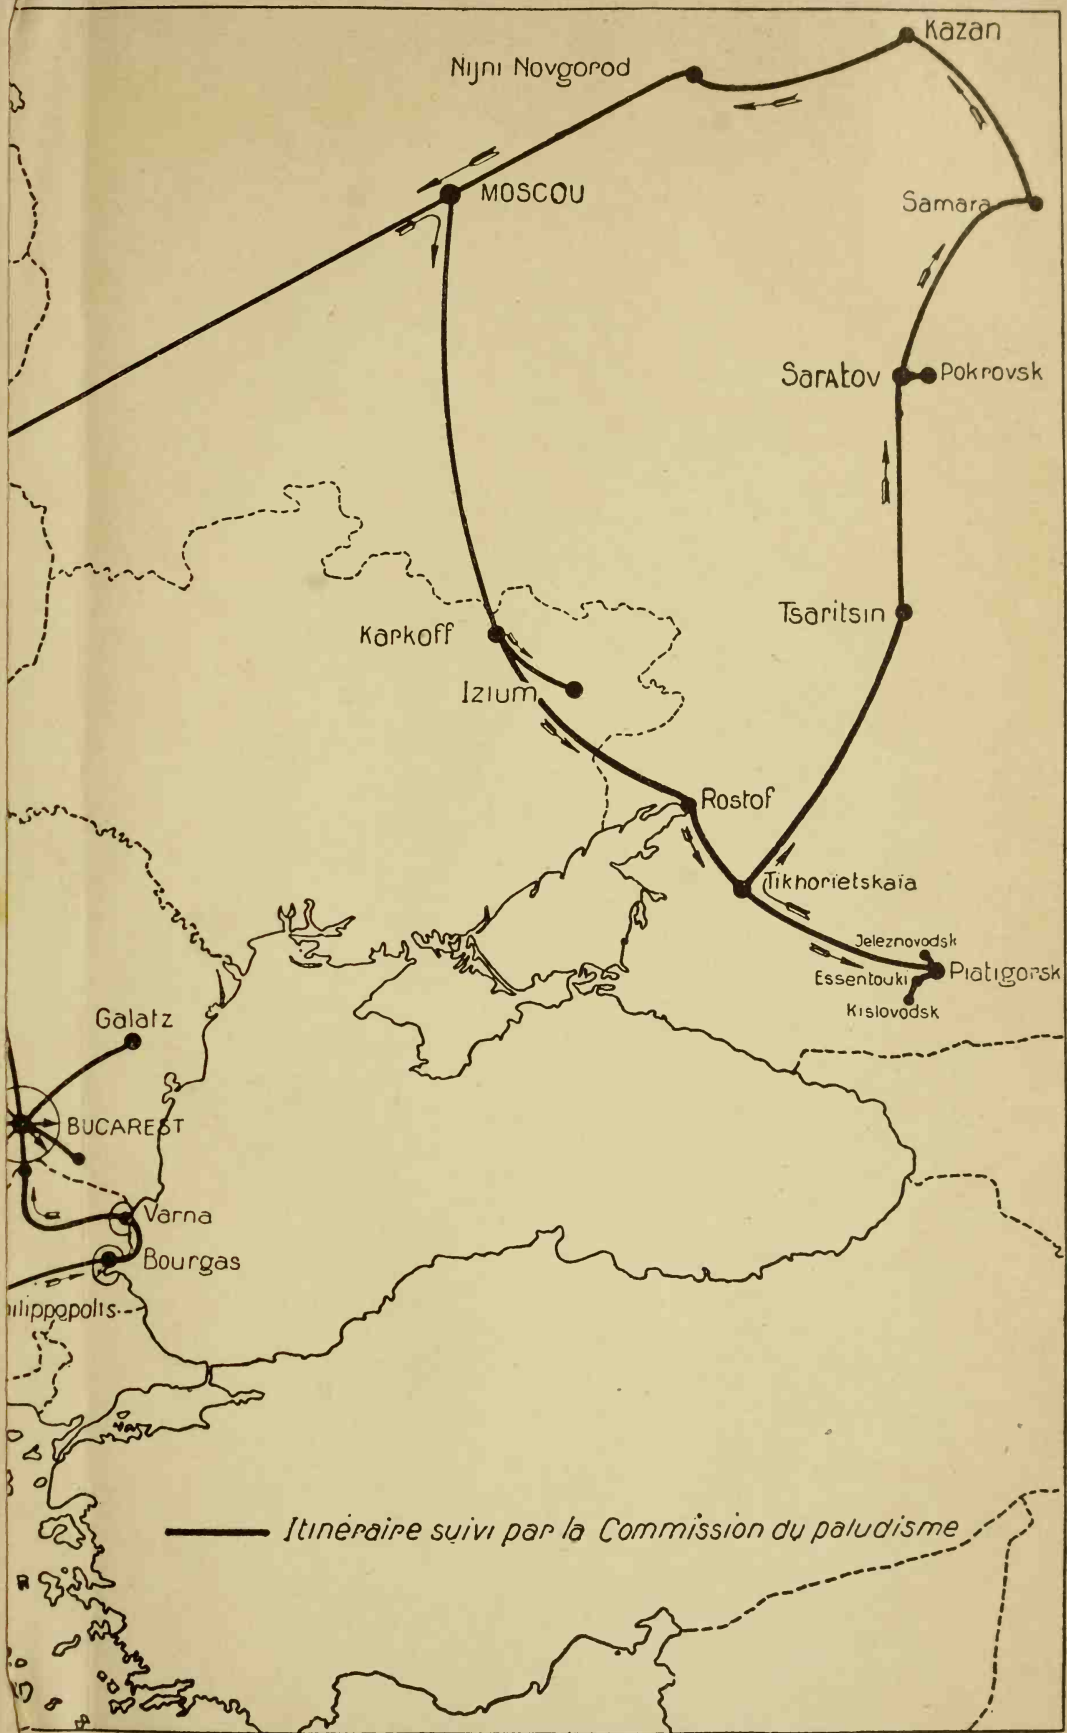 Kazan
Nijni Novgorod
MOSCOU
Samara
Saratov
Pokrovsk
Tsaritsin
Karkoff
Izium
Rostof
Tikhorietskaïa
Jeleznovodsk
Piatigorsk
Essentouki
Kislovodsk
Galatz
BUCAREST
Varna
Bourgas
ilippopolis
Itinéraire suivi par la Commission du paludisme